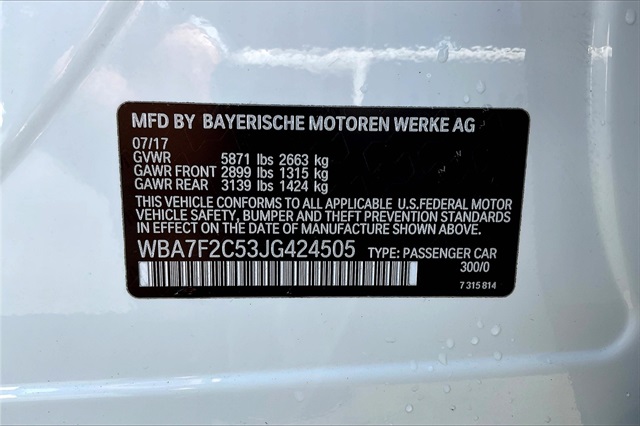 MFD BY BAYERISCHE MOTOREN WERKE AG
07/17
GVWR 5871 lbs 2663 kg
GAWR FRONT 2899 lbs 1315 kg
GAWR REAR 3139 lbs 1424 kg
THIS VEHICLE CONFORMS TO ALL APPLICABLE U.S.FEDERAL MOTOR
VEHICLE SAFETY, BUMPER AND THEFT PREVENTION STANDARDS
IN EFFECT ON THE DATE OF MANUFACTURE SHOWN ABOVE.
WBA7F2C53JG424505 TYPE: PASSENGER CAR
300/0
7 315 814